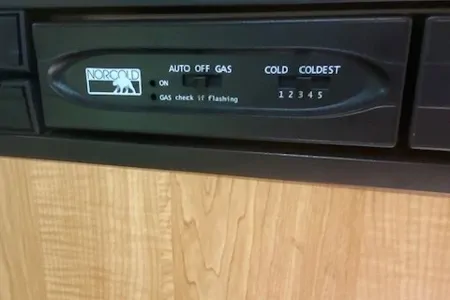 NORCOLD
AUTO OFF GAS
ON
GAS check if flashing
COLD COLDEST
1 2 3 4 5